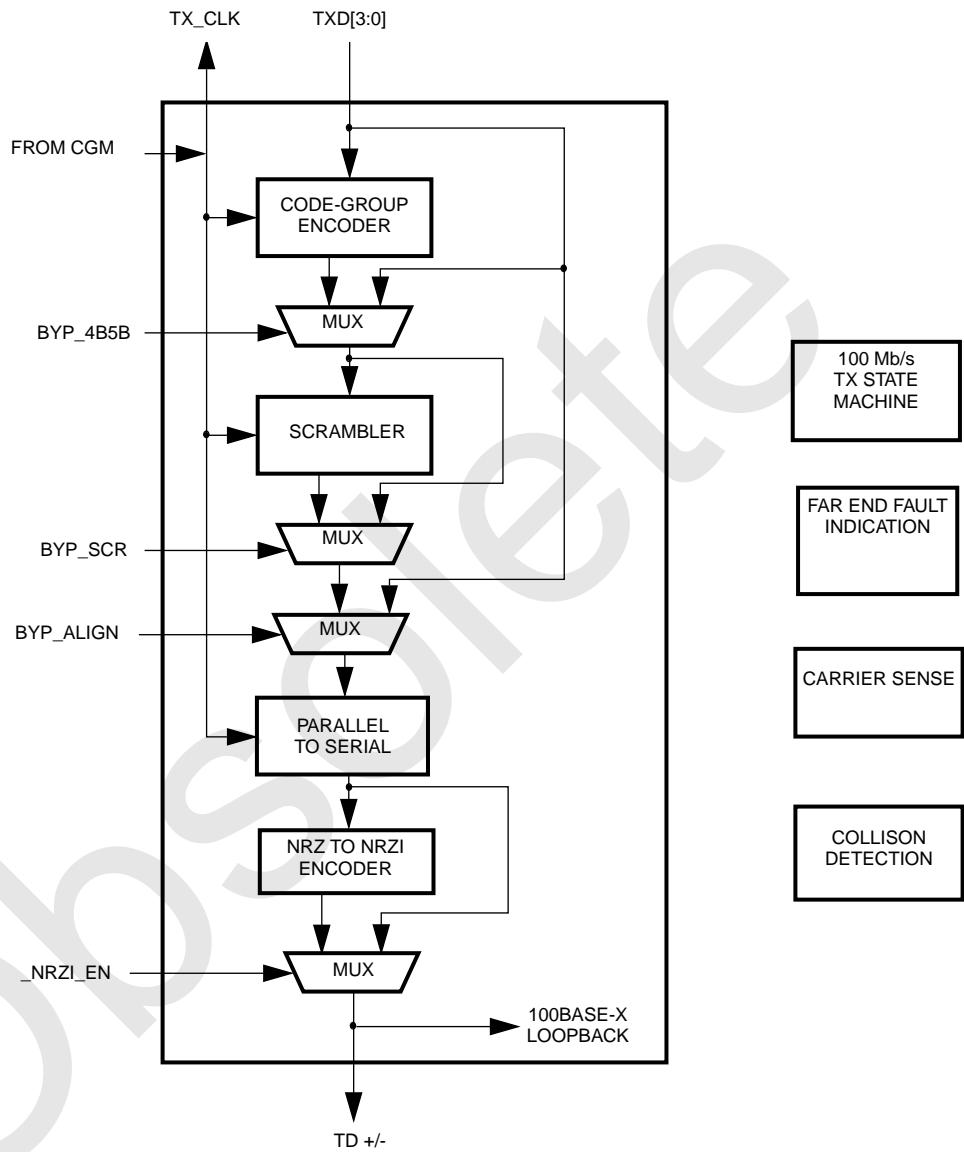 TX_CLK
TXD[3:0]
FROM CGM
CODE-GROUP
ENCODER
MUX
BYP_4B5B
100 Mb/s
TX STATE
MACHINE
SCRAMBLER
FAR END FAULT
INDICATION
MUX
BYP_SCR
MUX
BYP_ALIGN
CARRIER SENSE
PARALLEL
TO SERIAL
NRZ TO NRZI
ENCODER
COLLISON
DETECTION
MUX
_NRZI_EN
100BASE-X
LOOPBACK
TD +/-
Obsolete